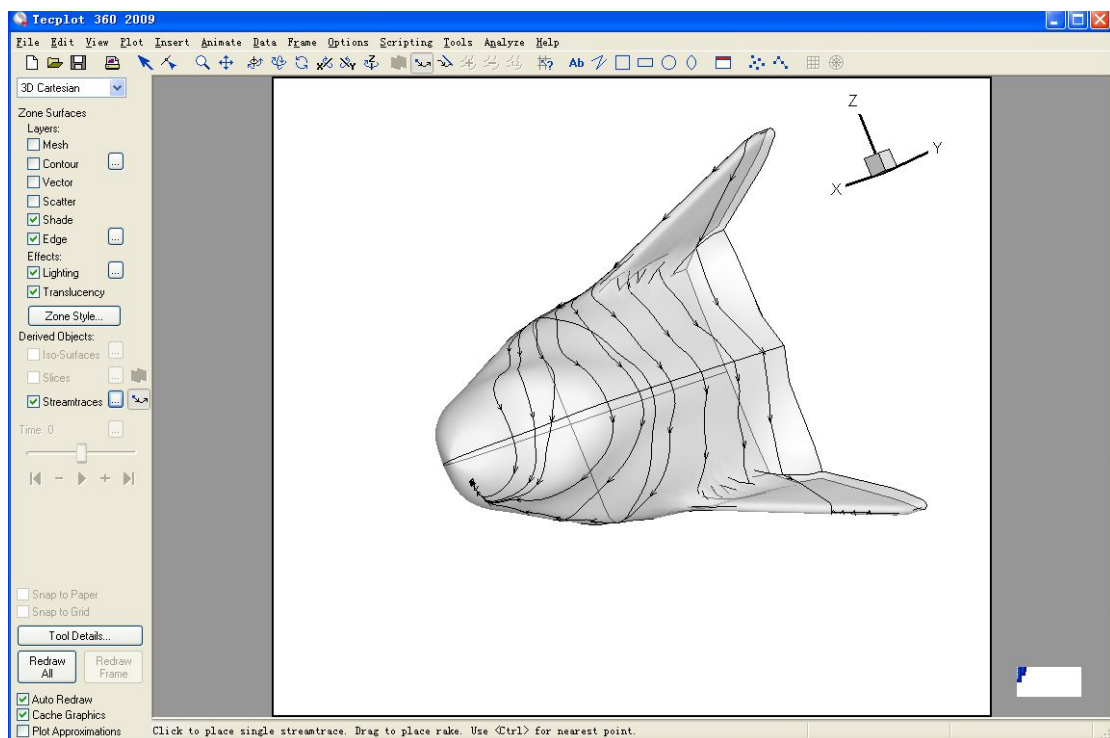 Tecplot 360 2009
File Edit View Plot Insert Animate Data Frame Options Scripting Tools Analyze Help
Ab
3D Cartesian
Zone Surfaces
Layers:
Mesh
Contour ...
Vector
Scatter
Shade
Edge ...
Effects:
Lighting ...
Translucency
Zone Style...
Derived Objects:
Iso-Surfaces ...
Slices ...
Streamtraces ...
Time 0 ...
Snap to Paper
Snap to Grid
Tool Details...
Redraw All
Redraw Frame
Auto Redraw
Cache Graphics
Plot Approximations
Z
Y
X
Click to place single streamtrace. Drag to place rake. Use <Ctrl> for nearest point.